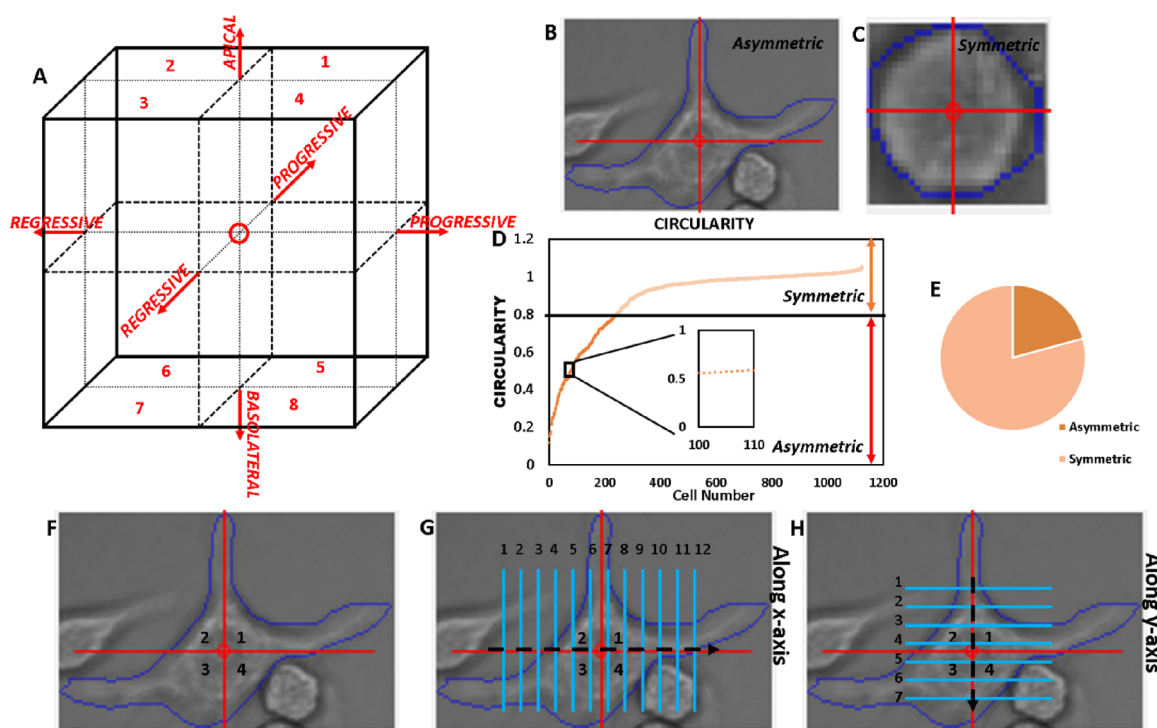 A
APICAL
2
1
3
4
PROGRESSIVE
REGRESSIVE
PROGRESSIVE
REGRESSIVE
6
5
7
8
BASOLATERAL
B
Asymmetric
C
Symmetric
CIRCULARITY
D
CIRCULARITY
1.2
1
0.8
0.6
0.4
0.2
0
Symmetric
1
0.5
0
100
110
Asymmetric
0
200
400
600
800
1000
1200
Cell Number
E
Asymmetric
Symmetric
F
2 1
3 4
G
1 2 3 4 5 6 7 8 9 10 11 12
2 1
3 4
Along x-axis
H
1
2
3
4
5
6
7
2 1
3 4
Along y-axis